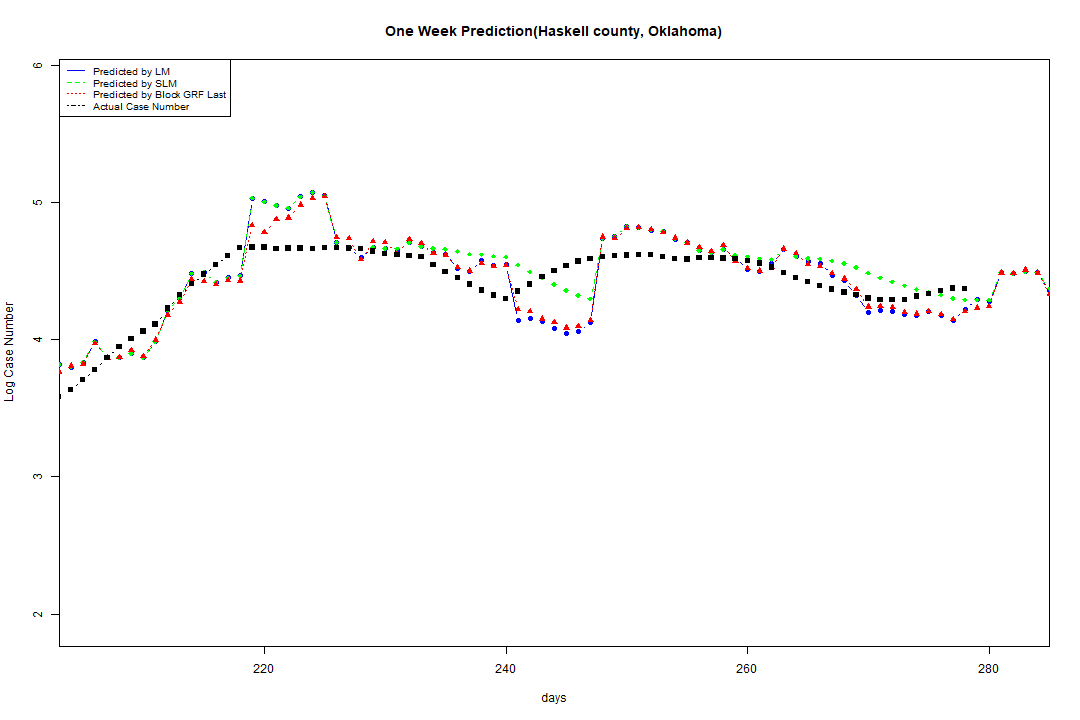 One Week Prediction(Haskell county, Oklahoma)
Predicted by LM
Predicted by SLM
Predicted by Block GRF Last
Actual Case Number
6
5
4
3
2
Log Case Number
220 240 260 280
days